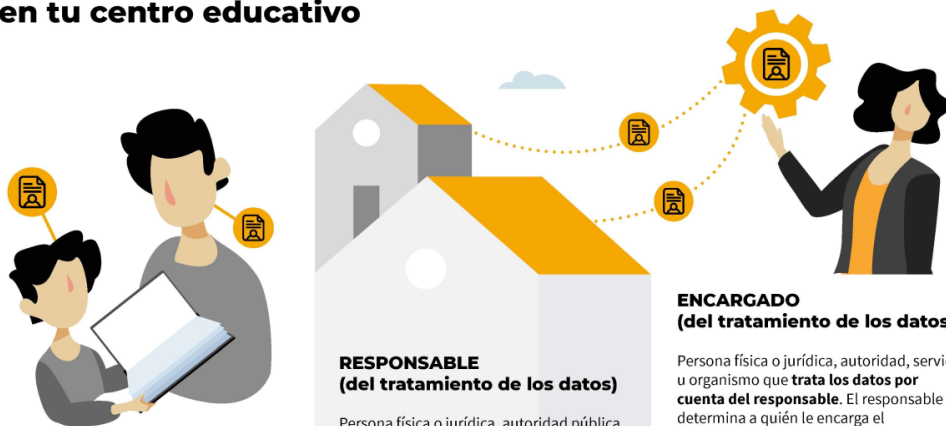 en tu centro educativo
RESPONSABLE
(del tratamiento de los datos)
Persona física o jurídica, autoridad pública,
ENCARGADO
(del tratamiento de los datos
Persona física o jurídica, autoridad,
u organismo que trata los datos por
cuenta del responsable. El responsable
determina a quién le encarga el